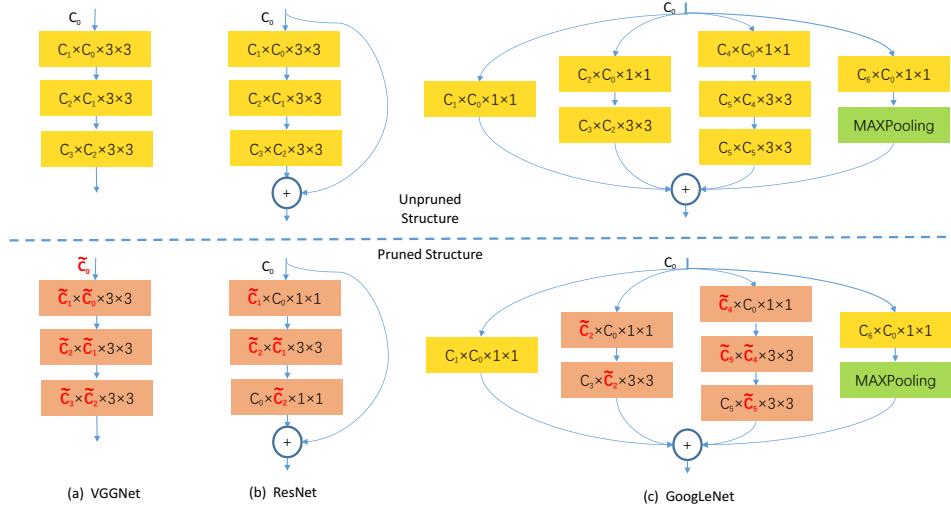 C₀
C₁×C₀×3×3
C₂×C₁×3×3
C₃×C₂×3×3
C₀
C₁×C₀×3×3
C₂×C₁×3×3
C₃×C₂×3×3
+
C₀
C₁×C₀×1×1
C₂×C₀×1×1
C₃×C₂×3×3
C₄×C₀×1×1
C₅×C₄×3×3
C₅×C₅×3×3
C₆×C₀×1×1
MAXPooling
+
Unpruned
Structure
Pruned Structure
C̃₀
C̃₁×C̃₀×3×3
C̃₂×C̃₁×3×3
C̃₃×C̃₂×3×3
C₀
C̃₁×C₀×1×1
C̃₂×C̃₁×3×3
C₀×C̃₂×1×1
+
C₀
C₁×C₀×1×1
C̃₂×C₀×1×1
C₃×C̃₂×3×3
C̃₄×C₀×1×1
C̃₅×C̃₄×3×3
C₅×C̃₅×3×3
C₆×C₀×1×1
MAXPooling
+
(a) VGGNet
(b) ResNet
(c) GoogLeNet